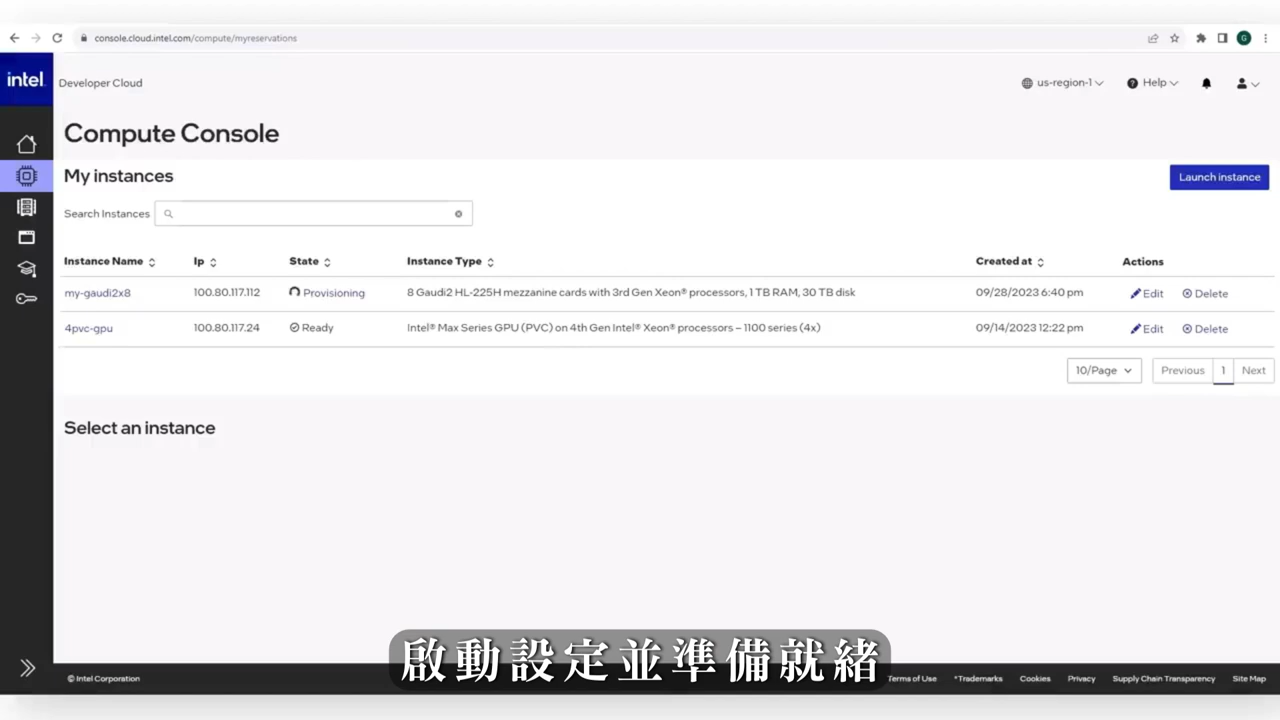 console.cloud.intel.com/compute/myreservations
G
intel.
Developer Cloud
us-region-1
Help
Compute Console
My instances
Launch instance
Search Instances
Instance Name Ip State Instance Type Created at Actions
my-gaudi2x8 100.80.117.112 Provisioning 8 Gaudi2 HL-225H mezzanine cards with 3rd Gen Xeon® processors, 1 TB RAM, 30 TB disk 09/28/2023 6:40 pm Edit Delete
4pvc-gpu 100.80.117.24 Ready Intel® Max Series GPU (PVC) on 4th Gen Intel® Xeon® processors – 1100 series (4x) 09/14/2023 12:22 pm Edit Delete
10/Page Previous 1 Next
Select an instance
啟動設定並準備就緒
© Intel Corporation Terms of Use *Trademarks Cookies Privacy Supply Chain Transparency Site Map